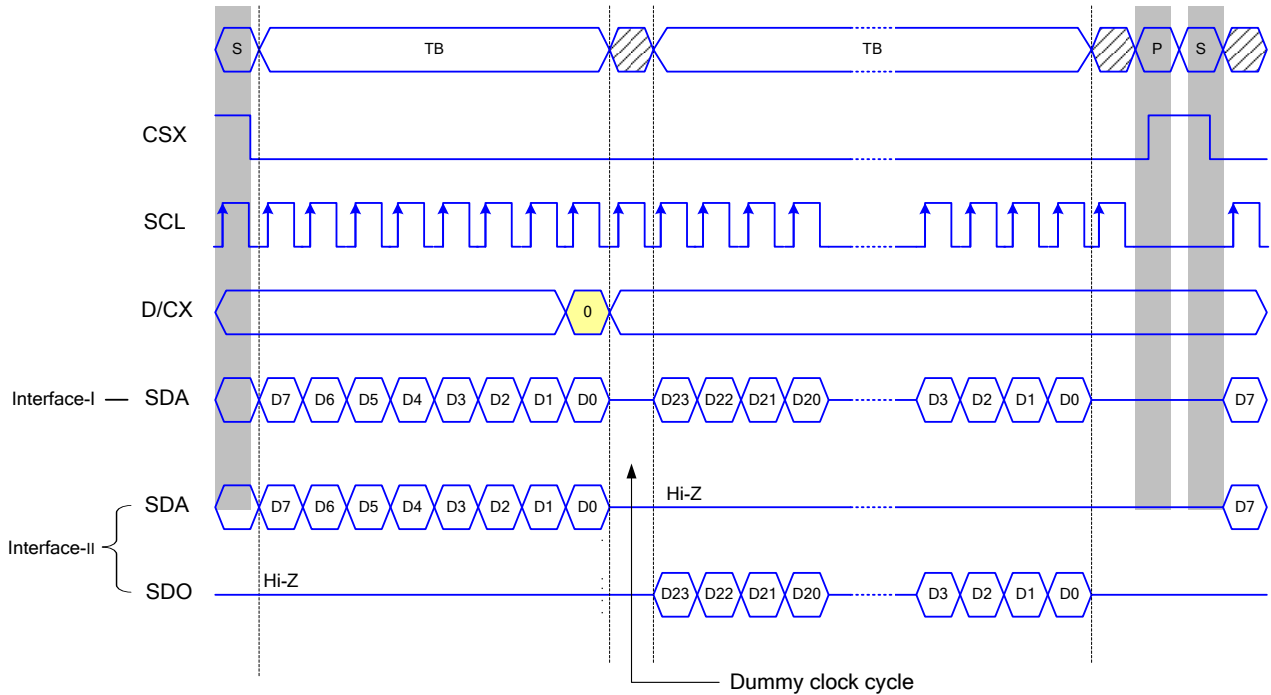 S TB TB P S
CSX
SCL
D/CX 0
Interface-I SDA D7 D6 D5 D4 D3 D2 D1 D0 D23 D22 D21 D20 D3 D2 D1 D0 D7
SDA D7 D6 D5 D4 D3 D2 D1 D0 Hi-Z D7
Interface-II
SDO Hi-Z D23 D22 D21 D20 D3 D2 D1 D0
Dummy clock cycle